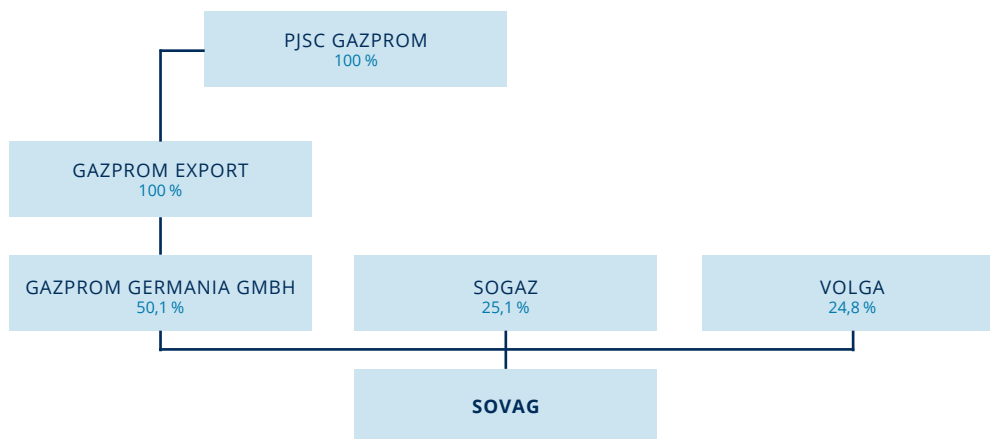 PJSC GAZPROM
100 %
GAZPROM EXPORT
100 %
GAZPROM GERMANIA GMBH
50,1 %
SOGAZ
25,1 %
VOLGA
24,8 %
SOVAG